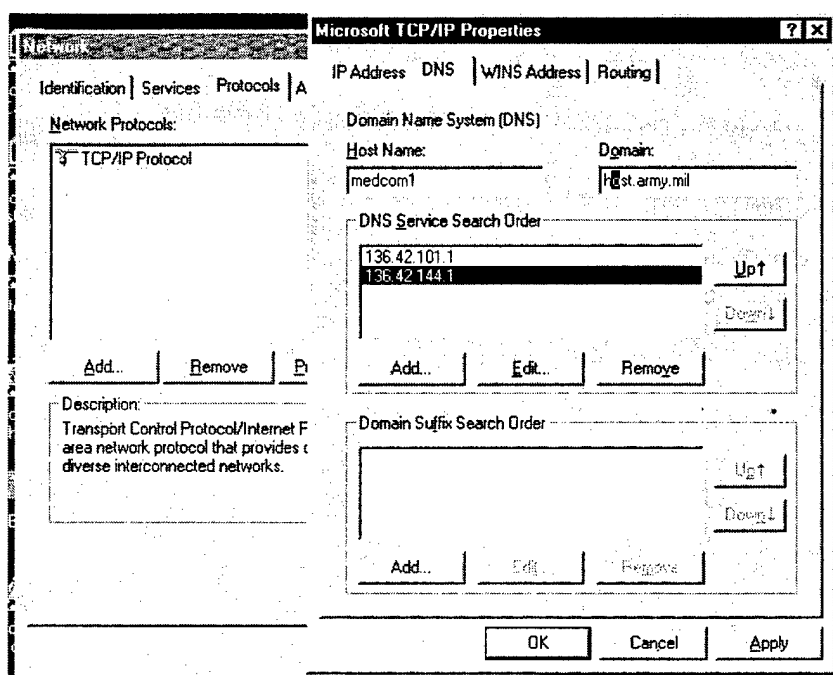 Network
Identification Services Protocols A
Network Protocols:
TCP/IP Protocol
Add... Remove P
Description:
Transport Control Protocol/Internet P
area network protocol that provides c
diverse interconnected networks.
Microsoft TCP/IP Properties
IP Address DNS WINS Address Routing
Domain Name System (DNS)
Host Name: Domain:
medcom1 host.army.mil
DNS Service Search Order
136.42.101.1
136.42.144.1
Up↑
Down↓
Add... Edit... Remove
Domain Suffix Search Order
Up↑
Down↓
Add... Edit... Remove
OK Cancel Apply